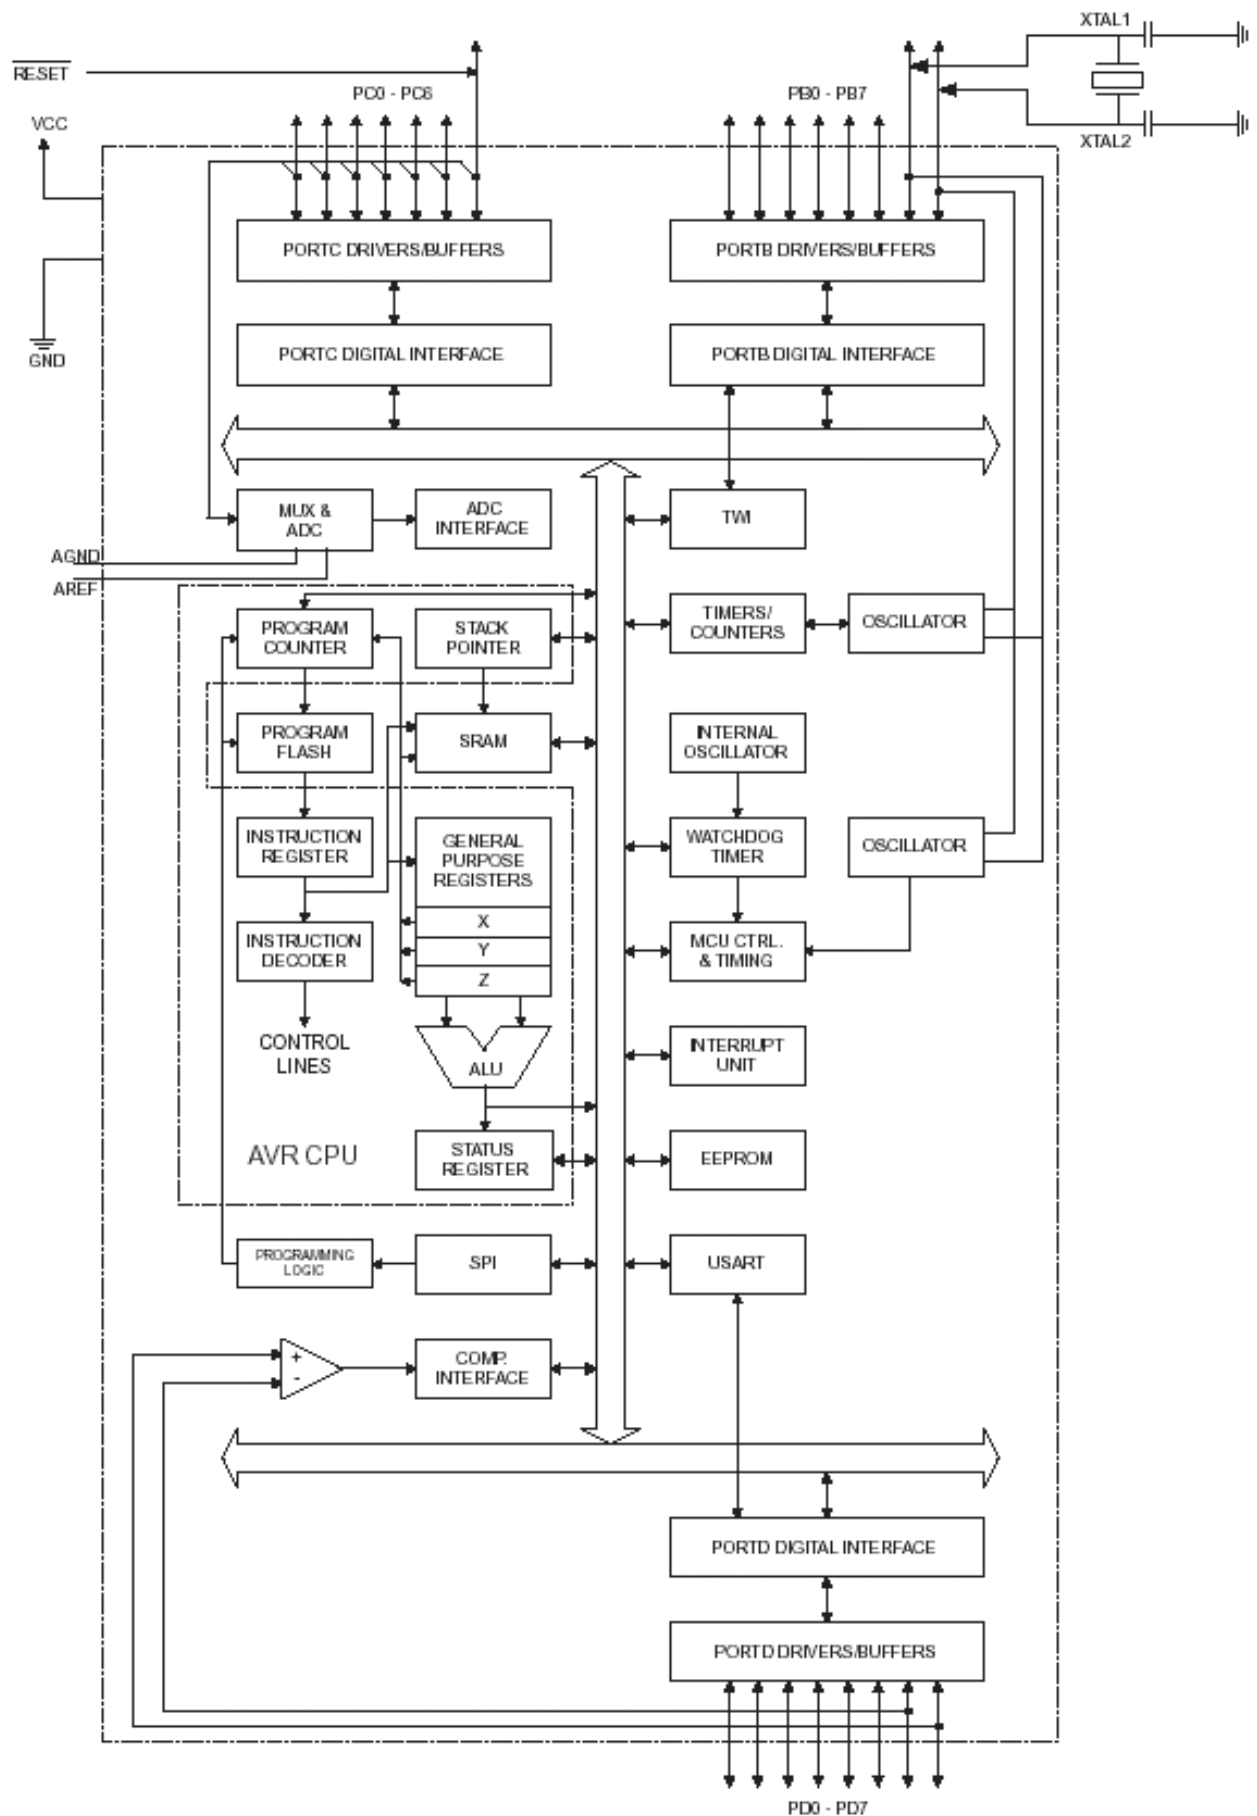 XTAL1
RESET
PC0 - PC6
PB0 - PB7
VCC
XTAL2
PORTC DRIVERS/BUFFERS
PORTB DRIVERS/BUFFERS
GND
PORTC DIGITAL INTERFACE
PORTB DIGITAL INTERFACE
MUX &
ADC
ADC
INTERFACE
TWI
AGND
AREF
PROGRAM
COUNTER
STACK
POINTER
TIMERS/
COUNTERS
OSCILLATOR
PROGRAM
FLASH
SRAM
INTERNAL
OSCILLATOR
INSTRUCTION
REGISTER
GENERAL
PURPOSE
REGISTERS
WATCHDOG
TIMER
OSCILLATOR
X
Y
Z
INSTRUCTION
DECODER
MCU CTRL.
& TIMING
CONTROL
LINES
ALU
INTERRUPT
UNIT
AVR CPU
STATUS
REGISTER
EEPROM
PROGRAMMING
LOGIC
SPI
USART
+
-
COMP.
INTERFACE
PORTD DIGITAL INTERFACE
PORTD DRIVERS/BUFFERS
PD0 - PD7